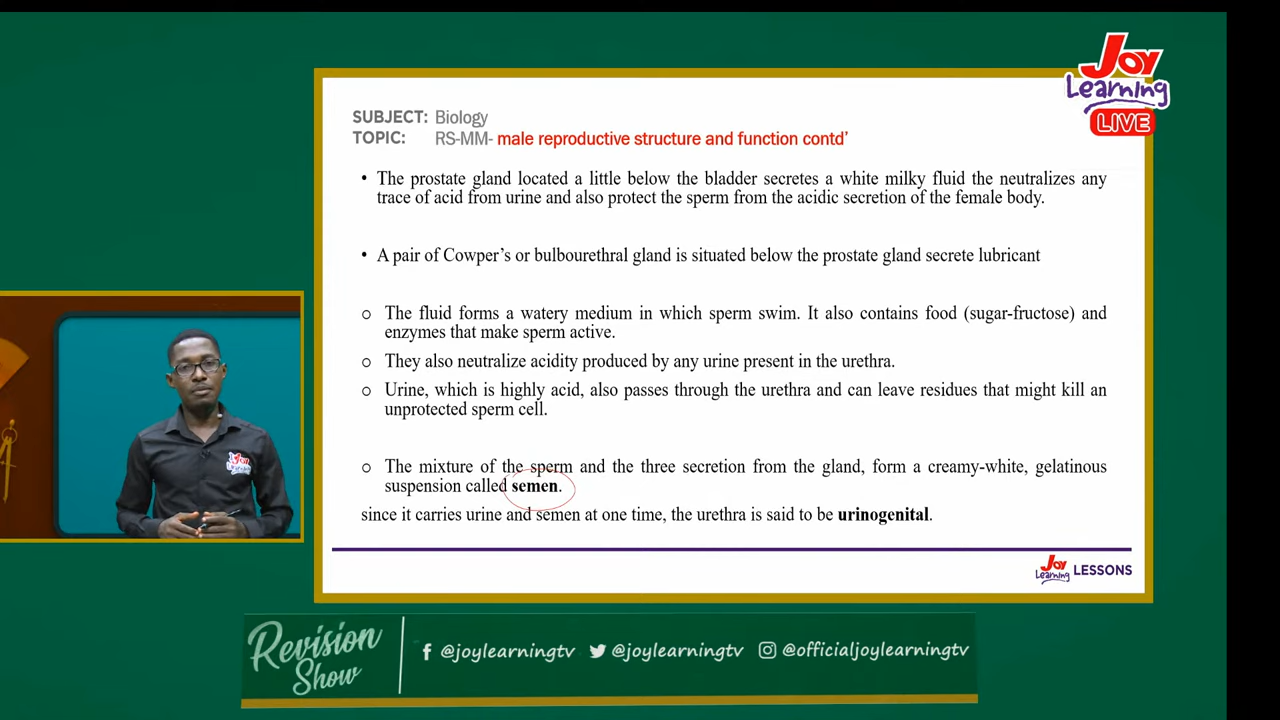 Joy
Learning
LIVE
SUBJECT: Biology
TOPIC: RS-MM- male reproductive structure and function contd'
• The prostate gland located a little below the bladder secretes a white milky fluid the neutralizes any
trace of acid from urine and also protect the sperm from the acidic secretion of the female body.
• A pair of Cowper's or bulbourethral gland is situated below the prostate gland secrete lubricant
o The fluid forms a watery medium in which sperm swim. It also contains food (sugar-fructose) and
enzymes that make sperm active.
o They also neutralize acidity produced by any urine present in the urethra.
o Urine, which is highly acid, also passes through the urethra and can leave residues that might kill an
unprotected sperm cell.
o The mixture of the sperm and the three secretion from the gland, form a creamy-white, gelatinous
suspension called semen.
since it carries urine and semen at one time, the urethra is said to be urinogenital.
Joy
Learning LESSONS
Joy
Learning
Revision
Show
f @joylearningtv @joylearningtv @officialjoylearningtv